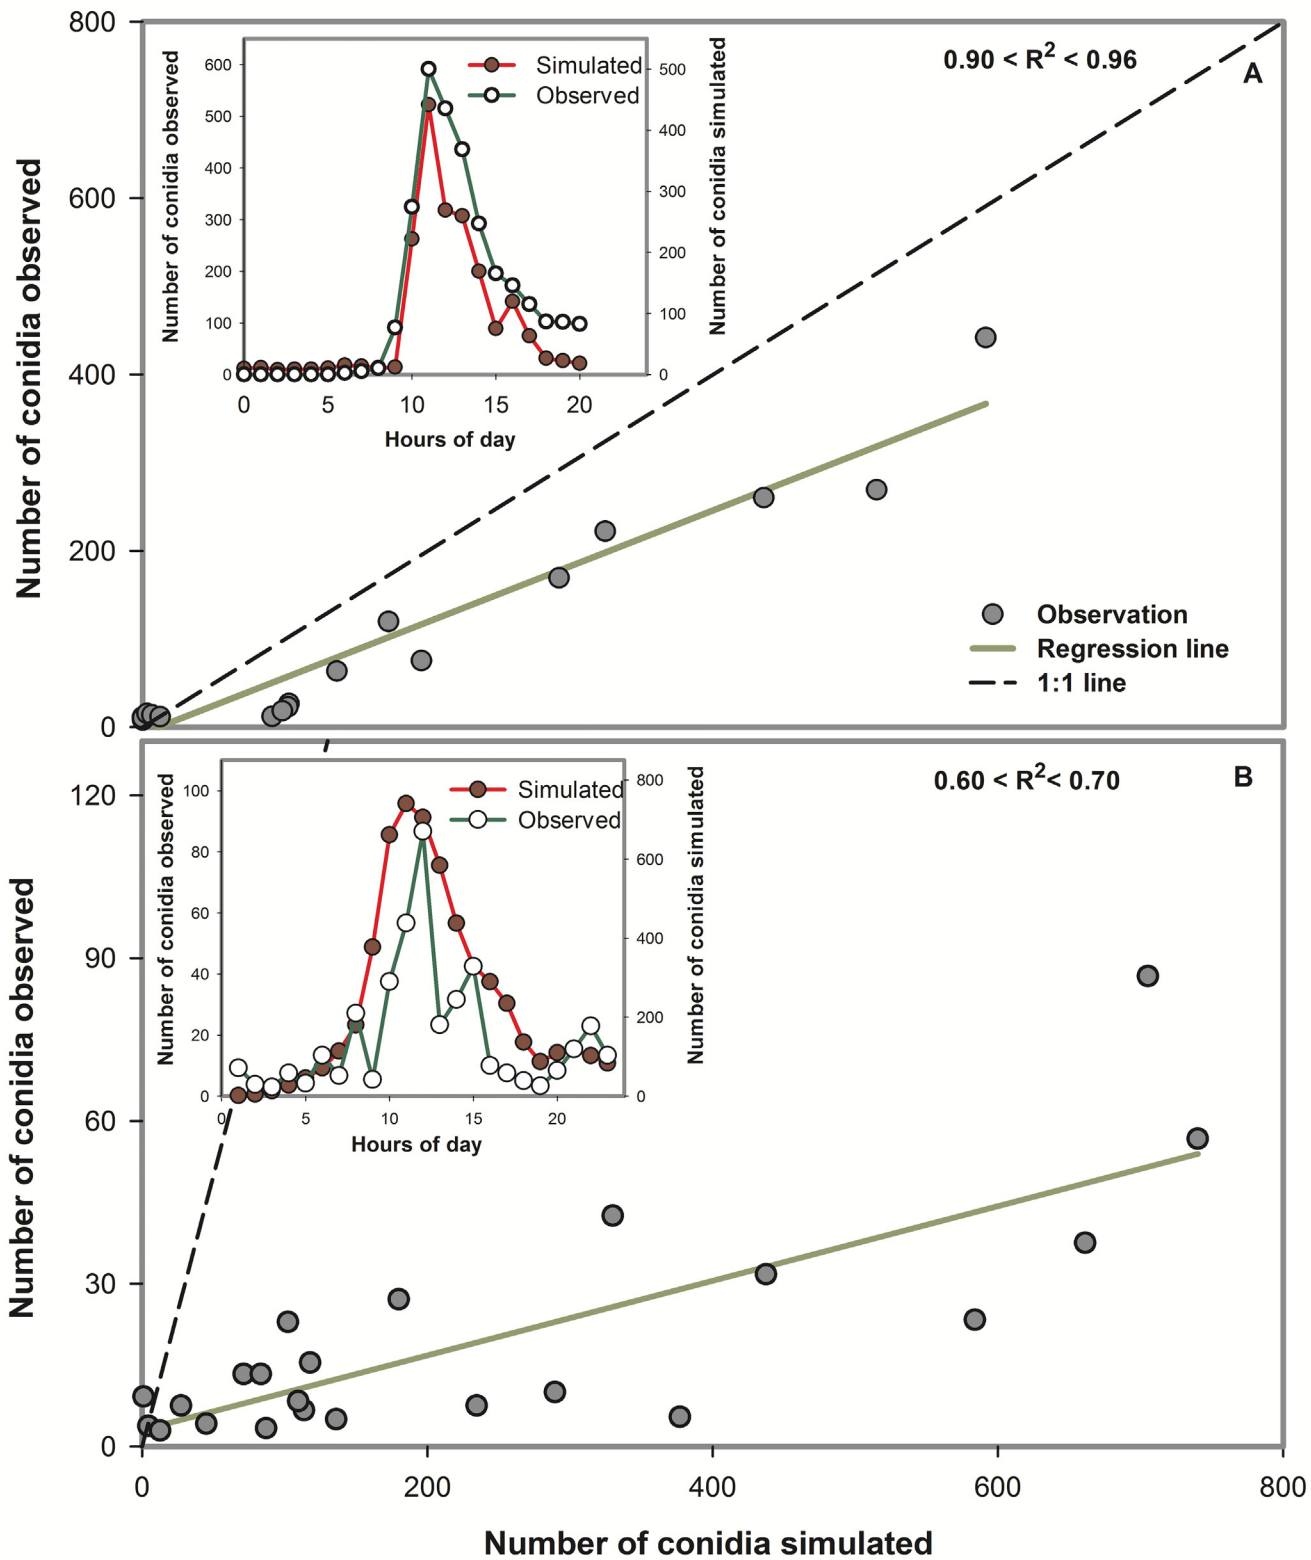 800
600
400
200
0
Number of conidia observed
0.90 < R2 < 0.96
A
600
500
400
300
200
100
0
Number of conidia observed
Simulated
Observed
500
400
300
200
100
0
Number of conidia simulated
0 5 10 15 20
Hours of day
Observation
Regression line
1:1 line
120
90
60
30
0
Number of conidia observed
0.60 < R2< 0.70
B
100
80
60
40
20
0
Number of conidia observed
Simulated
Observed
800
600
400
200
0
Number of conidia simulated
0 5 10 15 20
Hours of day
0 200 400 600 800
Number of conidia simulated